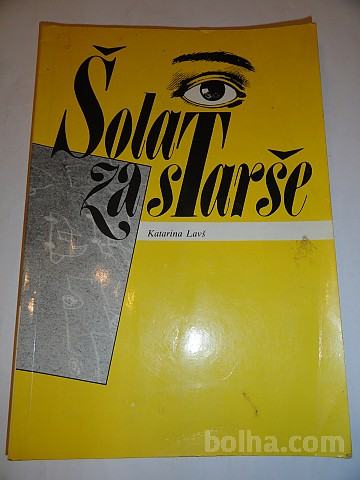 Šola
za sTarše
Katarina Lavš
bolha.com